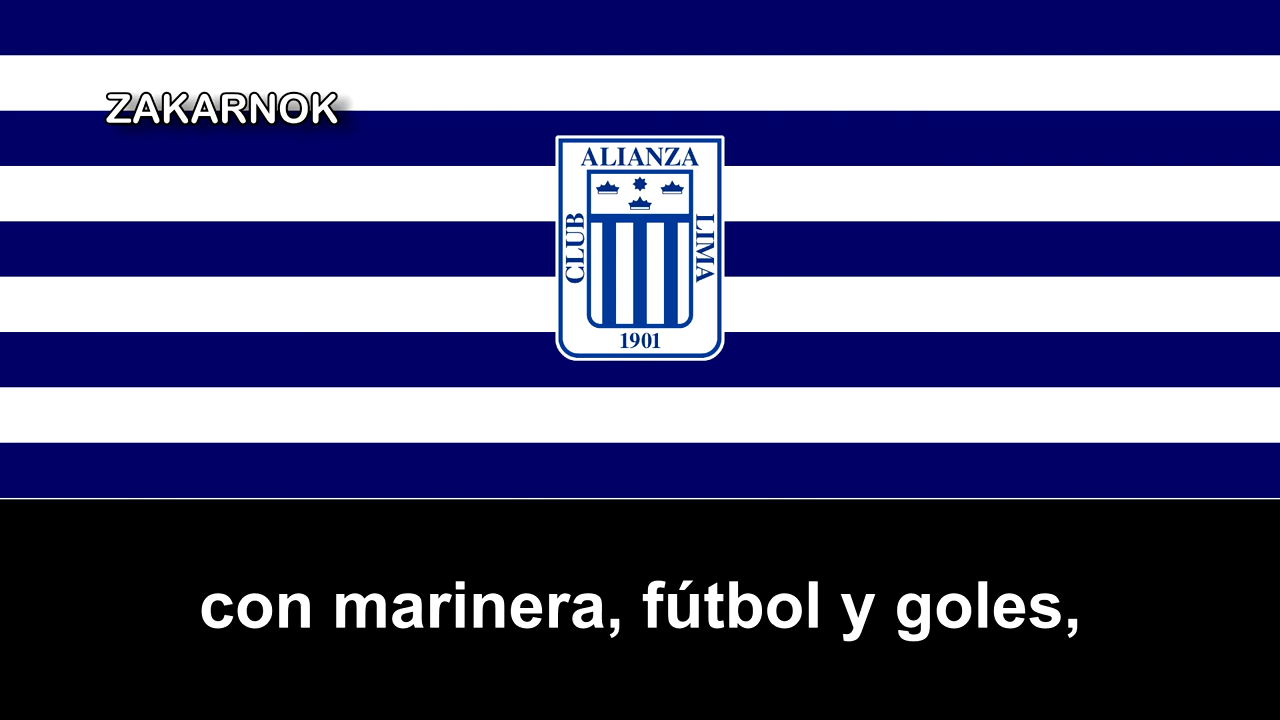 ZAKARNOK
ALIANZA
CLUB
LIMA
1901
con marinera, fútbol y goles,